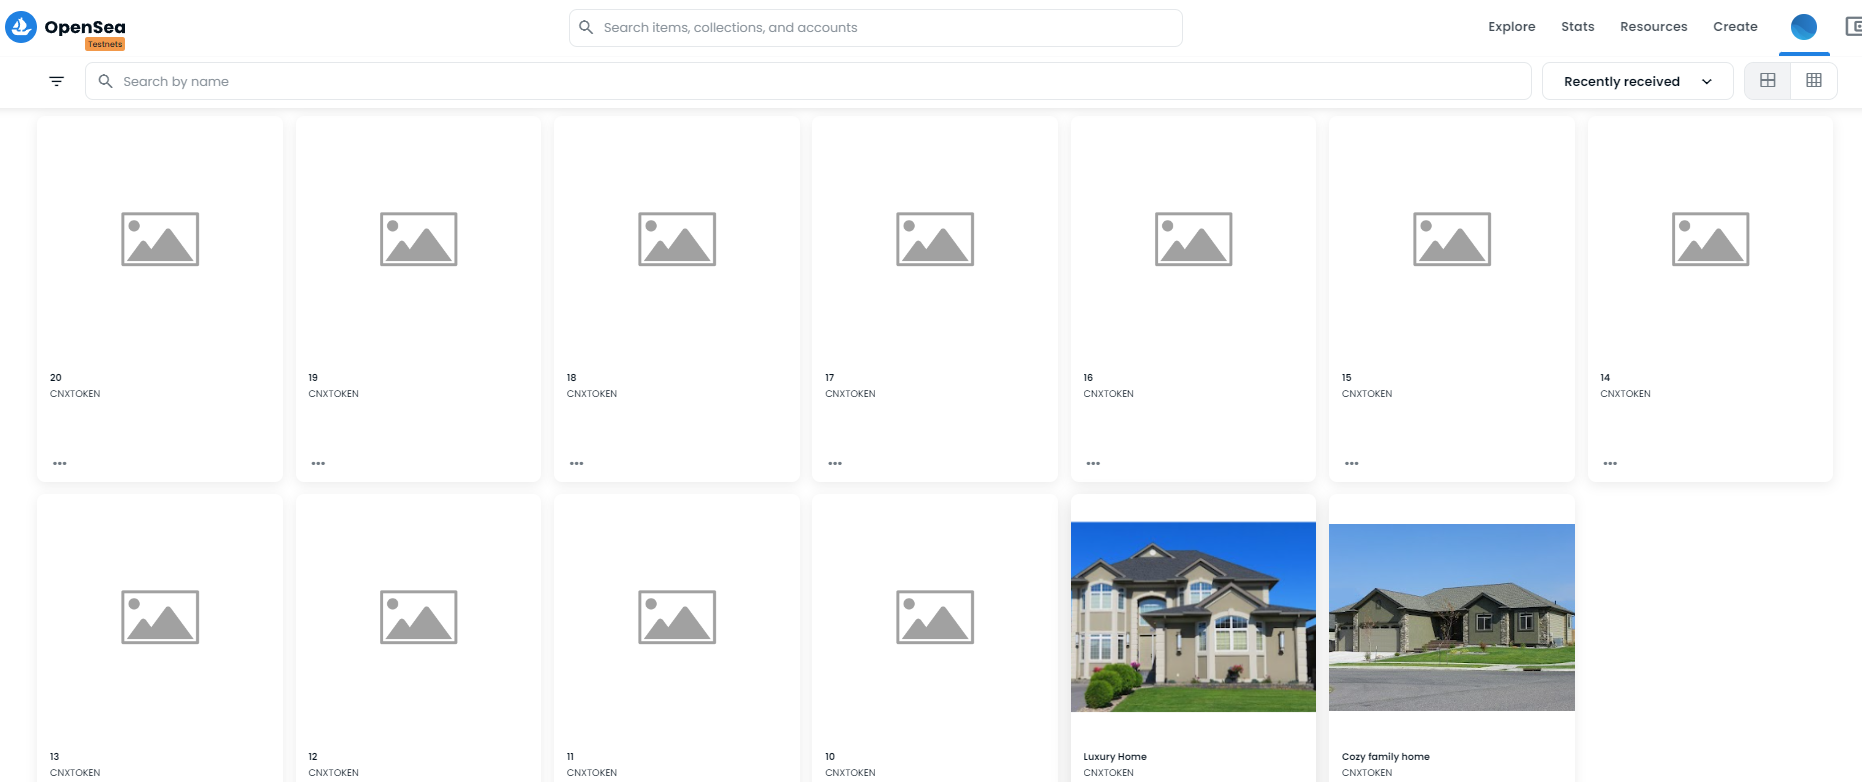 OpenSea
Testnets
Search items, collections, and accounts
Explore
Stats
Resources
Create
Search by name
Recently received
20
CNXTOKEN
19
CNXTOKEN
18
CNXTOKEN
17
CNXTOKEN
16
CNXTOKEN
15
CNXTOKEN
14
CNXTOKEN
13
CNXTOKEN
12
CNXTOKEN
11
CNXTOKEN
10
CNXTOKEN
Luxury Home
CNXTOKEN
Cozy family home
CNXTOKEN